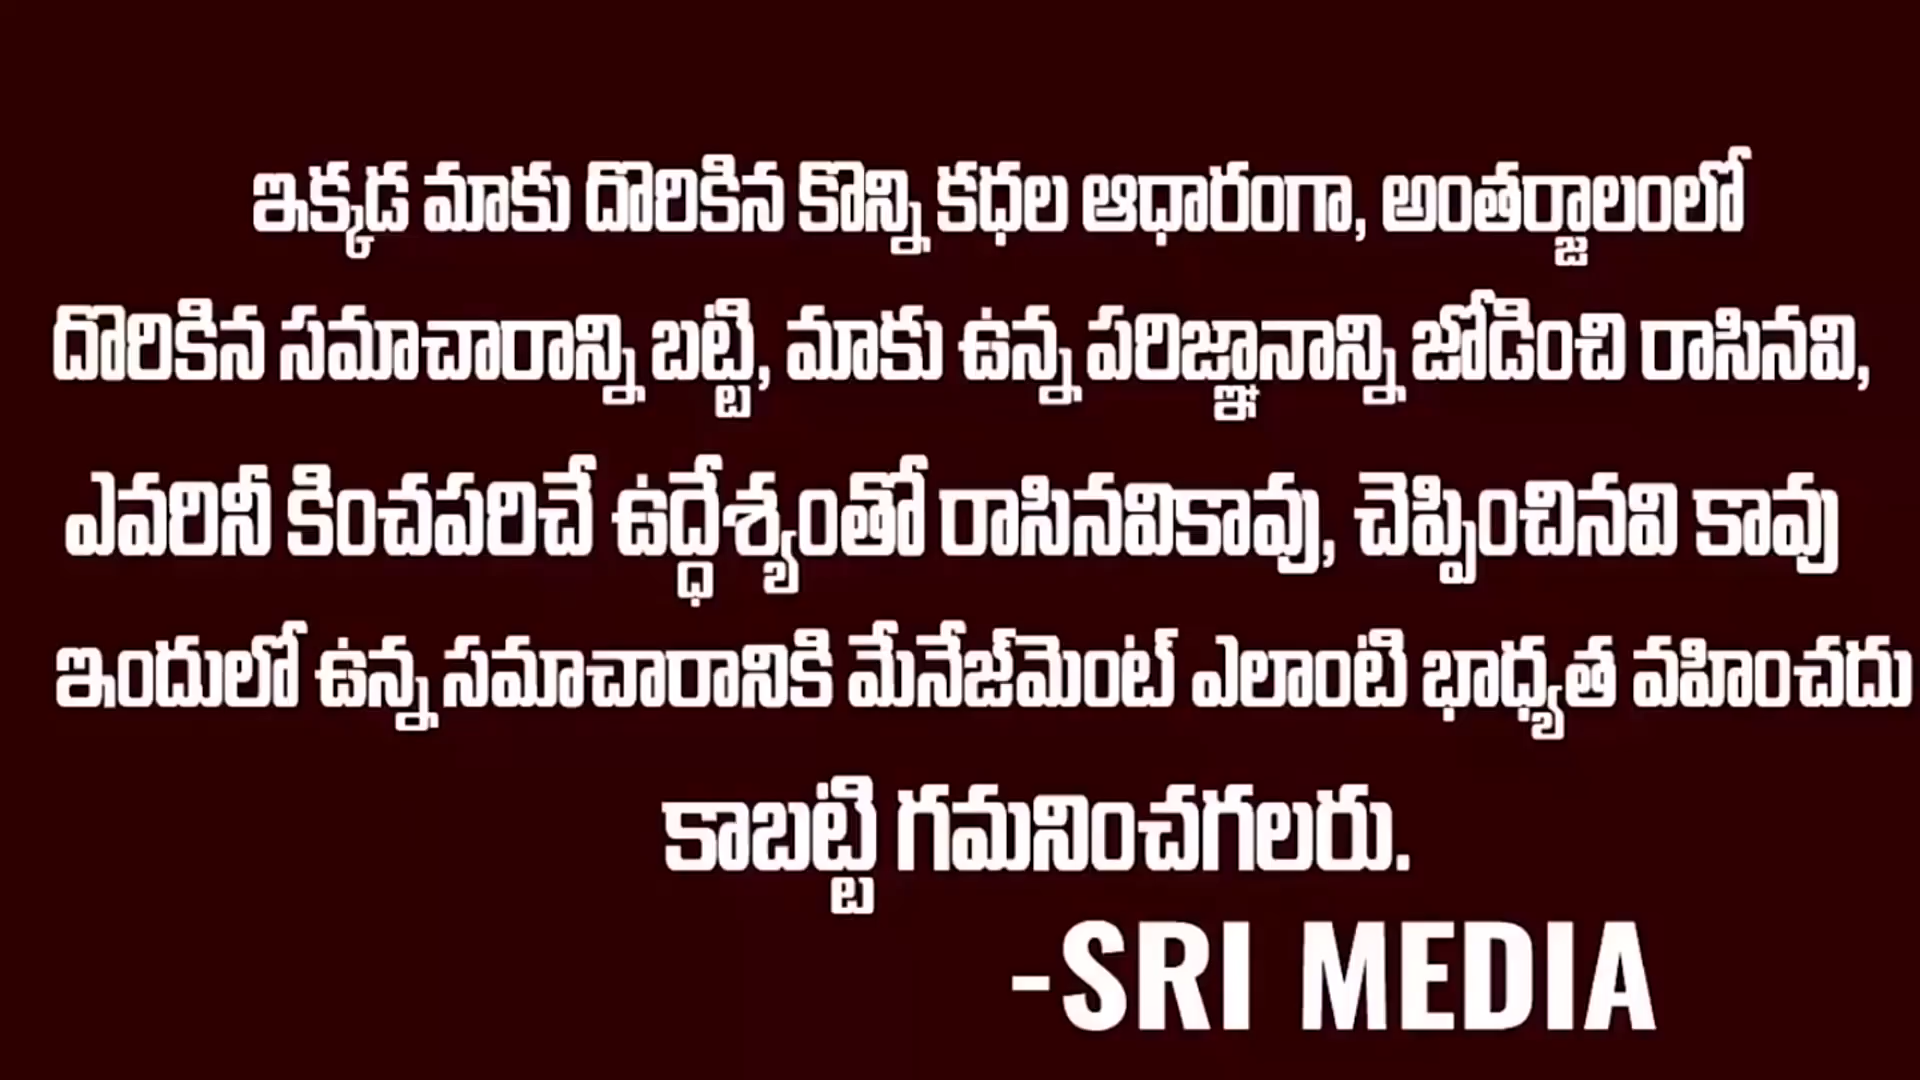 ఇక్కడ మాకు దొరికిన కొన్ని కధల ఆధారంగా, అంతర్జాలంలో
దొరికిన సమాచారాన్ని బట్టి, మాకు ఉన్న పరిజ్ఞానాన్ని జోడించి రాసినవి,
ఎవరినీ కించపరిచే ఉద్ధేశ్యంతో రాసినవికావు, చెప్పించినవి కావు
ఇందులో ఉన్న సమాచారానికి మేనేజ్‌మెంట్ ఎలాంటి భాధ్యత వహించదు
కాబట్టి గమనించగలరు.
-SRI MEDIA